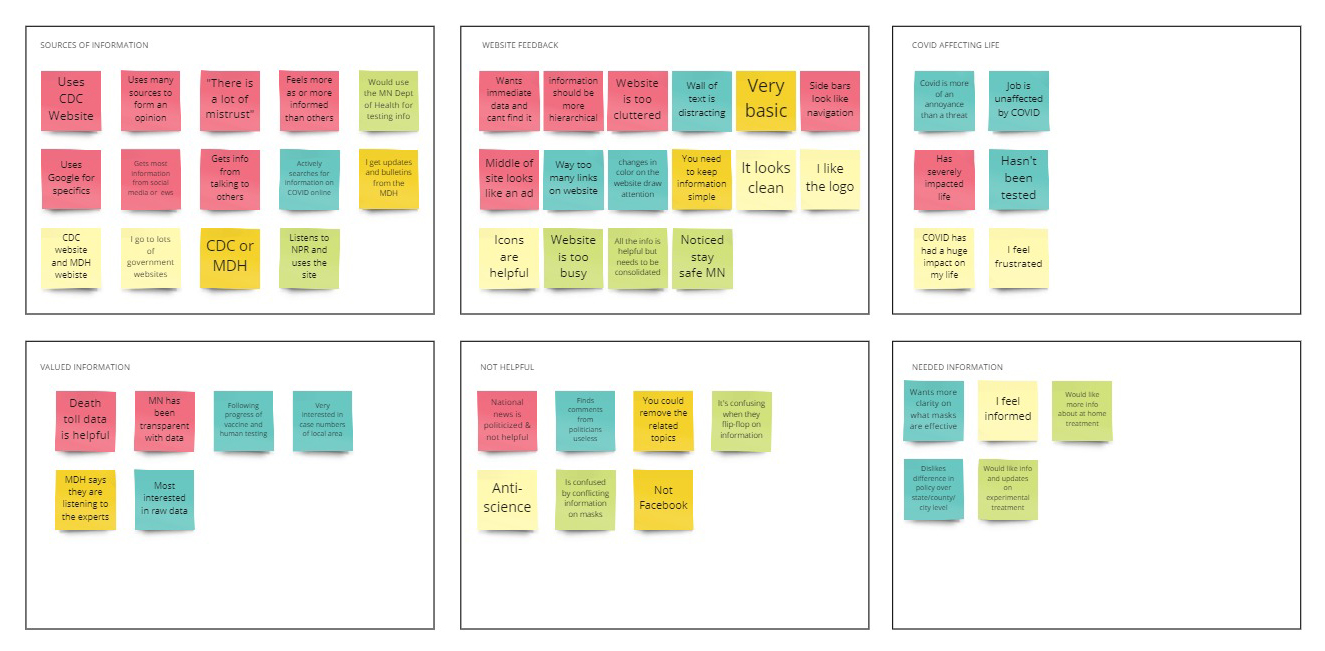 SOURCES OF INFORMATION
Uses
CDC
Website
Uses many
sources to
form an
opinion
"There is
a lot of
mistrust"
Feels more
as or more
informed
than others
Would use
the MN Dept
of Health for
testing info
Uses
Google for
specifics
Gets most
information
from social
media or ews
Gets info
from
talking to
others
Actively
searches for
information on
COVID online
I get updates
and bulletins
from the
MDH
CDC
website
and MDH
webiste
I go to lots
of
government
websites
CDC or
MDH
Listens to
NPR and
uses the
site
WEBSITE FEEDBACK
Wants
immediate
data and
cant find it
information
should be
more
hierarchical
Website
is too
cluttered
Wall of
text is
distracting
Very
basic
Side bars
look like
navigation
Middle of
site looks
like an ad
Way too
many links
on website
changes in
color on the
website draw
attention
You need
to keep
information
simple
It looks
clean
I like
the logo
Icons
are
helpful
Website
is too
busy
All the info is
helpful but
needs to be
consolidated
Noticed
stay
safe MN
COVID AFFECTING LIFE
Covid is more
of an
annoyance
than a threat
Job is
unaffected
by COVID
Has
severely
impacted
life
Hasn't
been
tested
COVID has
had a huge
impact on
my life
I feel
frustrated
VALUED INFORMATION
Death
toll data
is helpful
MN has
been
transparent
with data
Following
progress of
vaccine and
human testing
Very
interested in
case numbers
of local area
MDH says
they are
listening to
the experts
Most
interested
in raw data
NOT HELPFUL
National
news is
politicized &
not helpful
Finds
comments
from
politicians
useless
You could
remove the
related
topics
It's confusing
when they
flip-flop on
information
Anti-
science
Is confused
by conflicting
information
on masks
Not
Facebook
NEEDED INFORMATION
Wants more
clarity on
what masks
are effective
I feel
informed
Would like
more info
about at home
treatment
Dislikes
difference in
policy over
state/county/
city level
Would like info
and updates
on
experimental
treatment